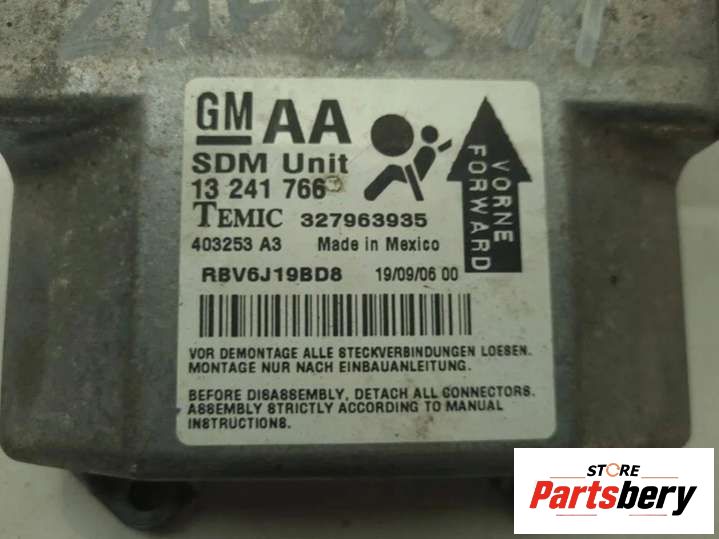 GM AA
SDM Unit
13 241 766
TEMIC 327963935
403253 A3 Made in Mexico
RBV6J19BD8 19/09/06 00
VORNE
FORWARD
VOR DEMONTAGE ALLE STECKVERBINDUNGEN LOESEN.
MONTAGE NUR NACH EINBAUANLEITUNG.
BEFORE DISASSEMBLY, DETACH ALL CONNECTORS.
ASSEMBLY STRICTLY ACCORDING TO MANUAL
INSTRUCTIONS.
STORE
Partsbery